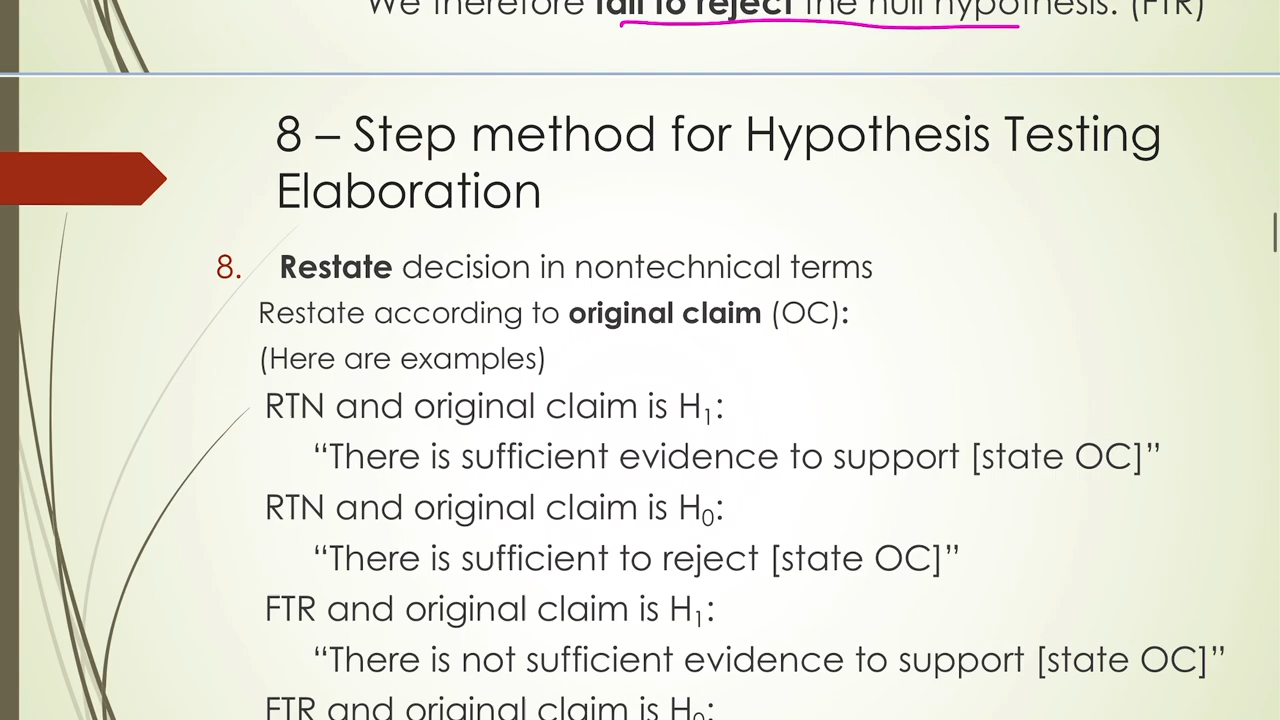 We therefore fail to reject the null hypothesis. (FTR)
8 – Step method for Hypothesis Testing
Elaboration
8. Restate decision in nontechnical terms
Restate according to original claim (OC):
(Here are examples)
RTN and original claim is H₁:
“There is sufficient evidence to support [state OC]”
RTN and original claim is H₀:
“There is sufficient to reject [state OC]”
FTR and original claim is H₁:
“There is not sufficient evidence to support [state OC]”
FTR and original claim is H₀: